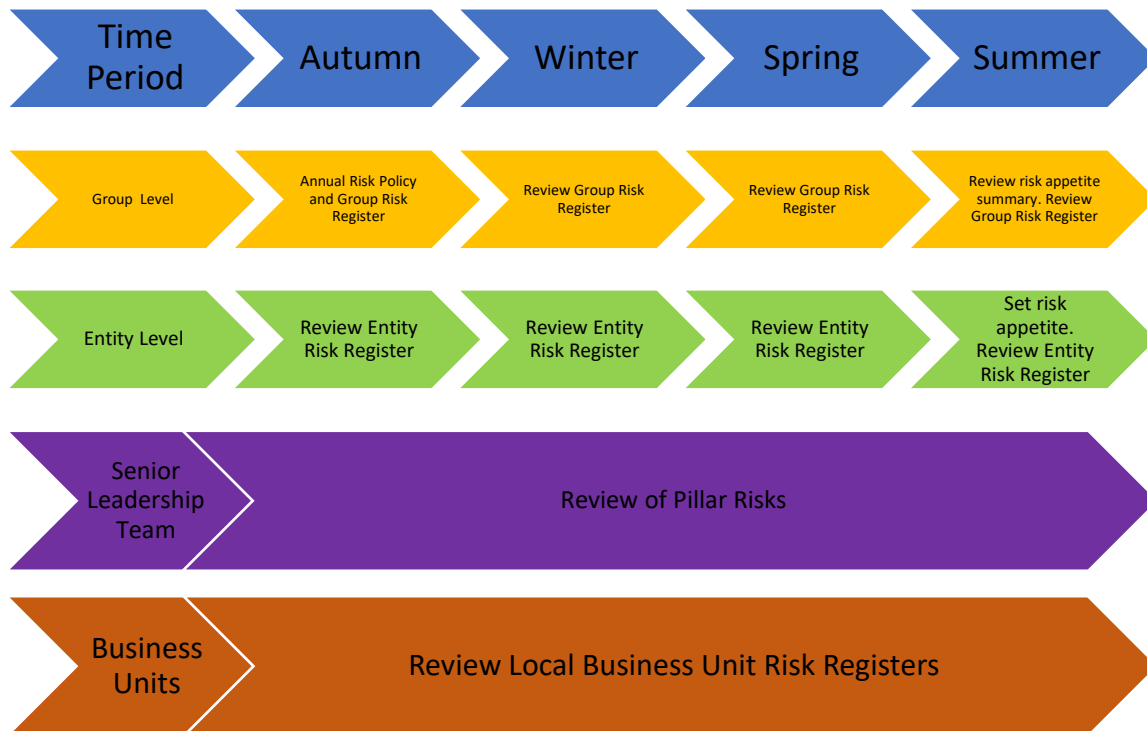 Time
Period
Autumn
Winter
Spring
Summer
Group Level
Annual Risk Policy
and Group Risk
Register
Review Group Risk
Register
Review Group Risk
Register
Review risk appetite
summary. Review
Group Risk Register
Entity Level
Review Entity
Risk Register
Review Entity
Risk Register
Review Entity
Risk Register
Set risk
appetite.
Review Entity
Risk Register
Senior
Leadership
Team
Review of Pillar Risks
Business
Units
Review Local Business Unit Risk Registers